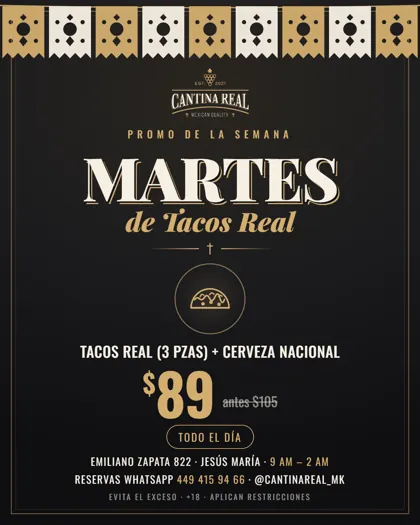 EST. 2021
CANTINA REAL
MEXICAN QUALITY
PROMO DE LA SEMANA
MARTES
de Tacos Real
TACOS REAL (3 PZAS) + CERVEZA NACIONAL
$89 antes $105
TODO EL DÍA
EMILIANO ZAPATA 822 · JESÚS MARÍA · 9 AM – 2 AM
RESERVAS WHATSAPP 449 415 94 66 · @CANTINAREAL_MK
EVITA EL EXCESO · +18 · APLICAN RESTRICCIONES